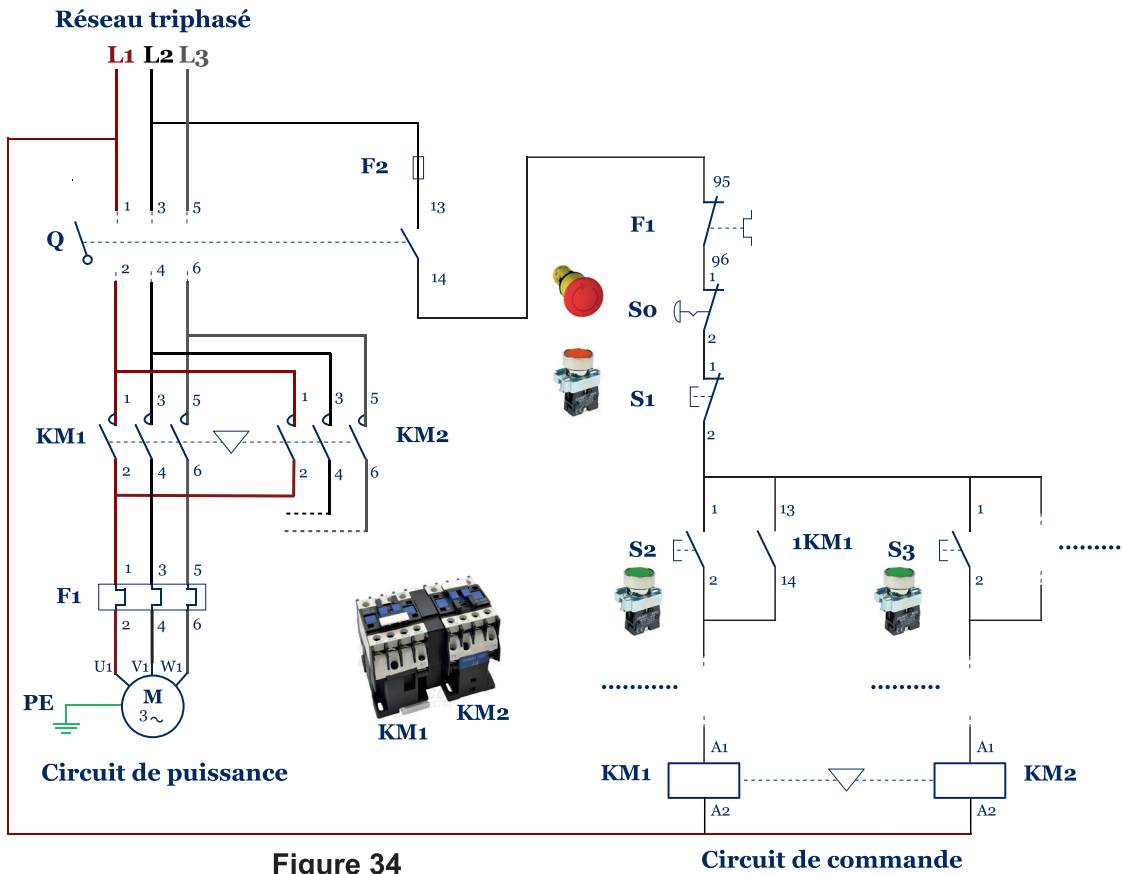 Réseau triphasé
L1 L2 L3
F2
1 3 5
13
Q
2 4 6
14
95
F1
96
1
S0
2
1
S1
2
1 3 5
1 3 5
KM1
KM2
2 4 6
2 4 6
1
13
1
S2
1KM1
S3
.........
2
14
2
1 3 5
F1
2 4 6
U1 V1 W1
PE
M
3~
KM1
KM2
...........
..........
A1
A1
KM1
KM2
A2
A2
Circuit de puissance
Circuit de commande
Figure 34